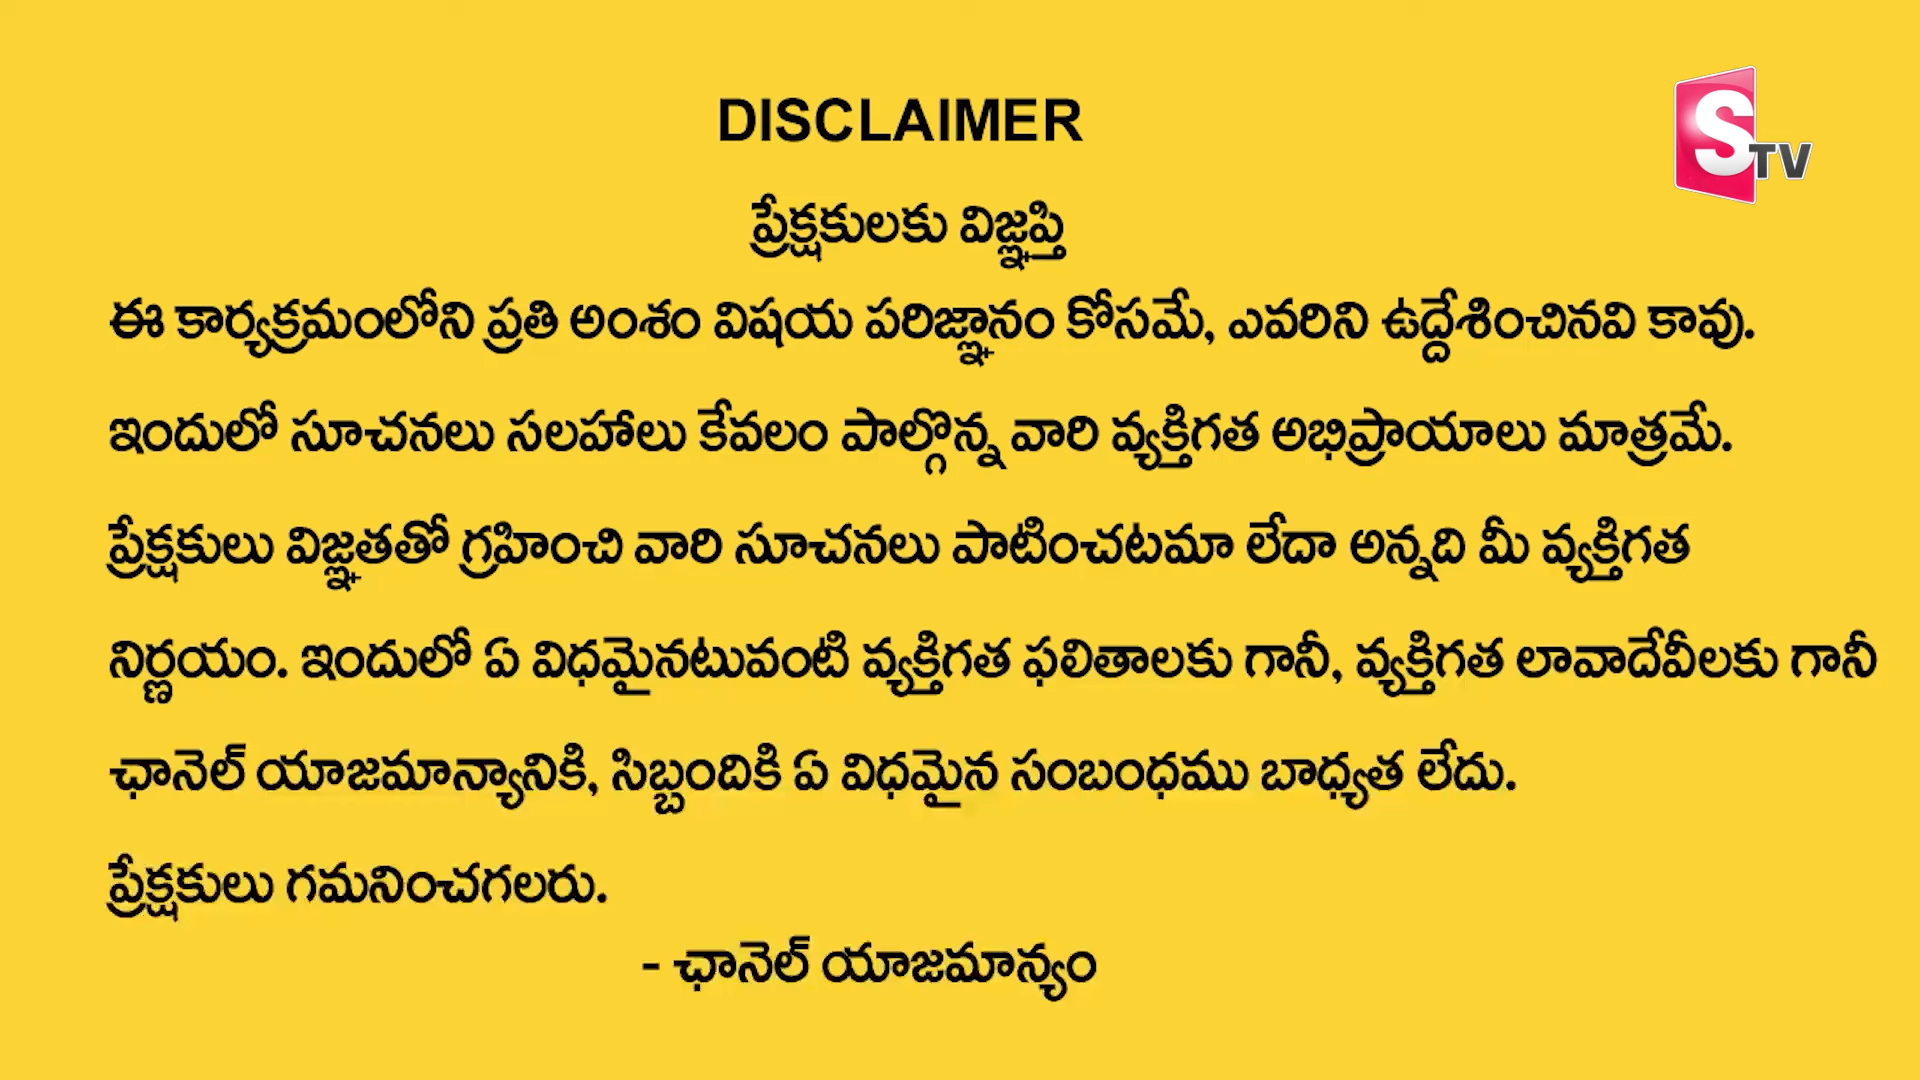 DISCLAIMER
STV
ప్రేక్షకులకు విజ్ఞప్తి
ఈ కార్యక్రమంలోని ప్రతి అంశం విషయ పరిజ్ఞానం కోసమే, ఎవరిని ఉద్దేశించినవి కావు.
ఇందులో సూచనలు సలహాలు కేవలం పాల్గొన్న వారి వ్యక్తిగత అభిప్రాయాలు మాత్రమే.
ప్రేక్షకులు విజ్ఞతతో గ్రహించి వారి సూచనలు పాటించటమా లేదా అన్నది మీ వ్యక్తిగత
నిర్ణయం. ఇందులో ఏ విధమైనటువంటి వ్యక్తిగత ఫలితాలకు గానీ, వ్యక్తిగత లావాదేవీలకు గానీ
ఛానెల్ యాజమాన్యానికి, సిబ్బందికి ఏ విధమైన సంబంధము బాధ్యత లేదు.
ప్రేక్షకులు గమనించగలరు.
- ఛానెల్ యాజమాన్యం